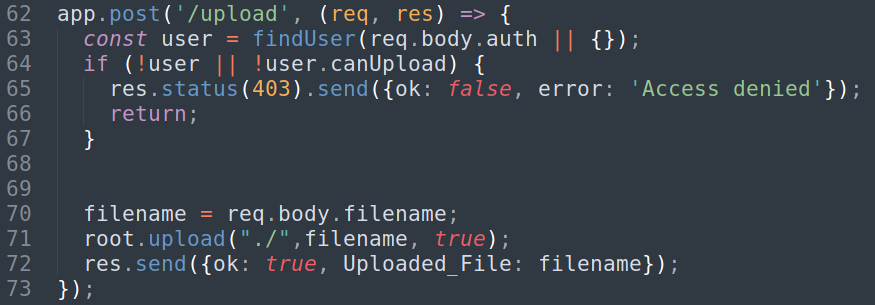 62 app.post('/upload', (req, res) => {
63   const user = findUser(req.body.auth || {});
64   if (!user || !user.canUpload) {
65     res.status(403).send({ok: false, error: 'Access denied'});
66     return;
67   }
68
69
70   filename = req.body.filename;
71   root.upload("./",filename, true);
72   res.send({ok: true, Uploaded_File: filename});
73 });